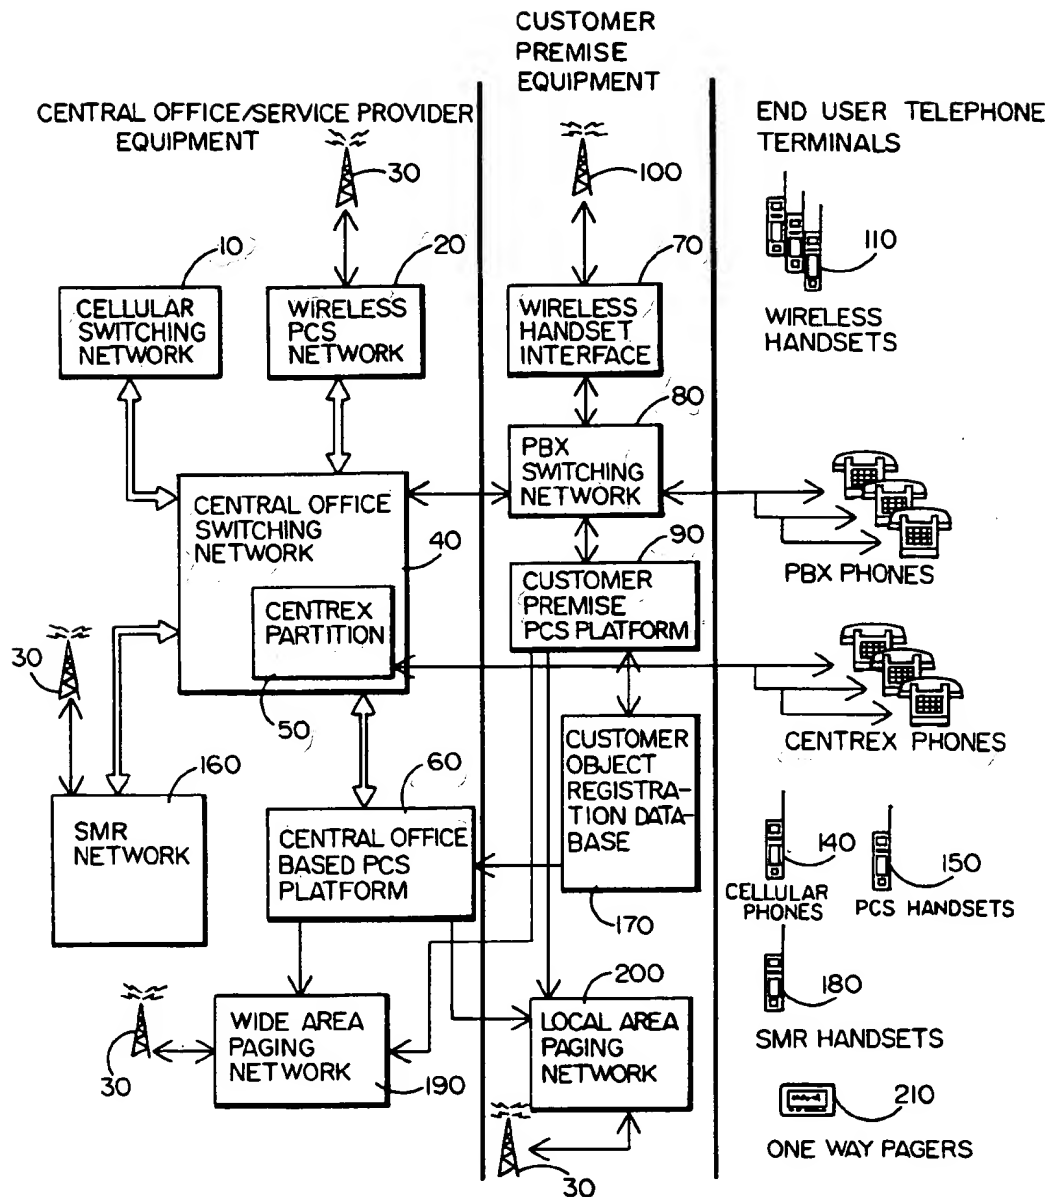 CUSTOMER
PREMISE
EQUIPMENT
CENTRAL OFFICE/SERVICE PROVIDER
EQUIPMENT
END USER TELEPHONE
TERMINALS
30
100
10
20
70
110
CELLULAR
SWITCHING
NETWORK
WIRELESS
PCS
NETWORK
WIRELESS
HANDSET
INTERFACE
WIRELESS
HANDSETS
80
PBX
SWITCHING
NETWORK
CENTRAL OFFICE
SWITCHING
NETWORK
40
90
PBX PHONES
CENTREX
PARTITION
CUSTOMER
PREMISE
PCS PLATFORM
30
50
CENTREX PHONES
160
60
CUSTOMER
OBJECT
REGISTRA-
TION DATA-
BASE
SMR
NETWORK
CENTRAL OFFICE
BASED PCS
PLATFORM
140
150
CELLULAR
PHONES
PCS HANDSETS
170
200
180
WIDE AREA
PAGING
NETWORK
LOCAL AREA
PAGING
NETWORK
SMR HANDSETS
30
190
210
ONE WAY PAGERS
30